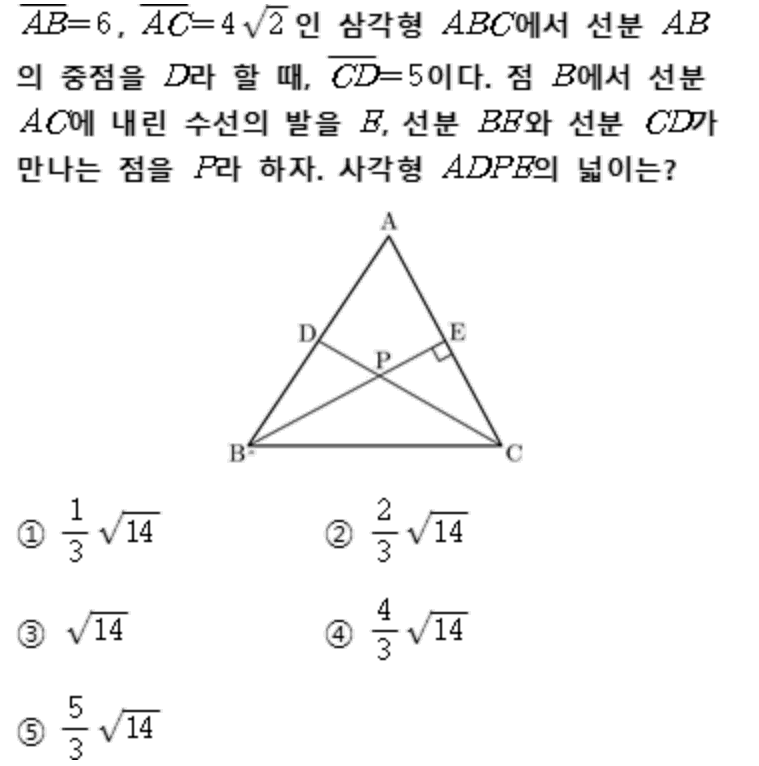 AB=6, AC=4√2 인 삼각형 ABC에서 선분 AB
의 중점을 D라 할 때, CD=5이다. 점 B에서 선분
AC에 내린 수선의 발을 E, 선분 BE와 선분 CD가
만나는 점을 P라 하자. 사각형 ADPE의 넓이는?
A
D E
P
B C
① 1/3 √14 ② 2/3 √14
③ √14 ④ 4/3 √14
⑤ 5/3 √14